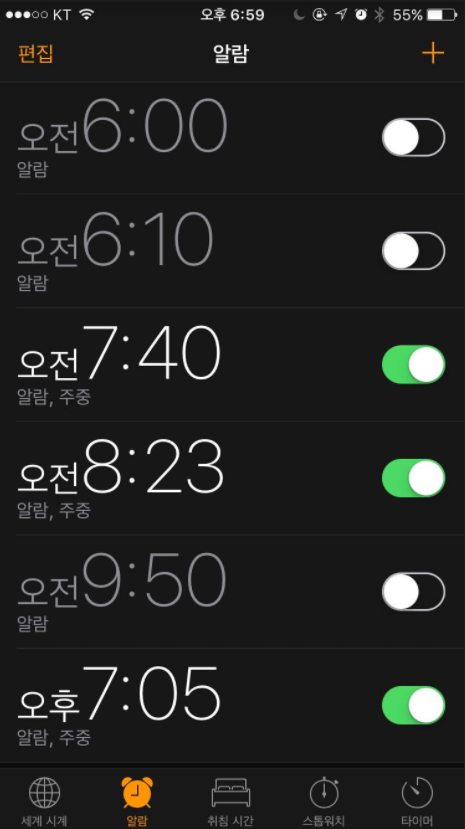 KT 오후 6:59 55%
편집 알람 +
오전6:00
알람
오전6:10
알람
오전7:40
알람, 주중
오전8:23
알람, 주중
오전9:50
알람
오후7:05
알람, 주중
세계 시계 알람 취침 시간 스톱워치 타이머